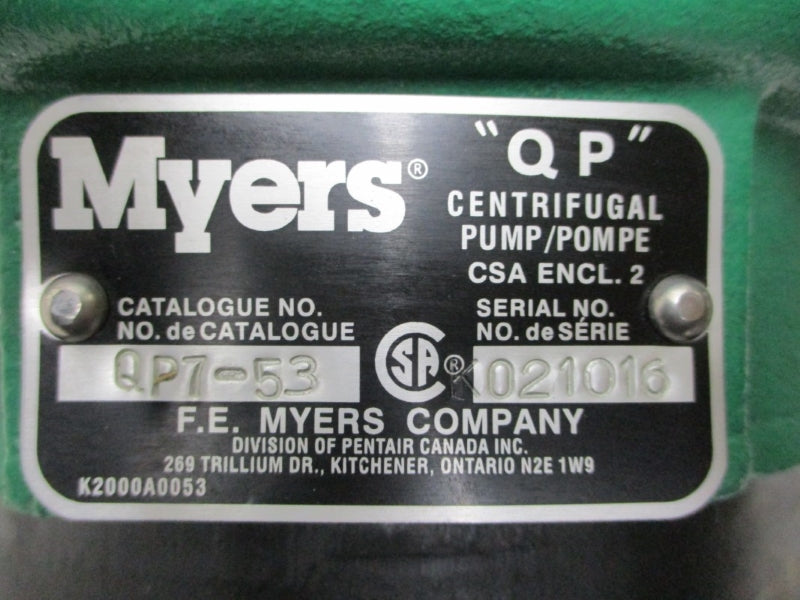 Myers®
"QP"
CENTRIFUGAL
PUMP/POMPE
CSA ENCL. 2
CATALOGUE NO.
NO. de CATALOGUE
QP7-53
CSA®
SERIAL NO.
NO. de SÉRIE
K021016
F.E. MYERS COMPANY
DIVISION OF PENTAIR CANADA INC.
269 TRILLIUM DR., KITCHENER, ONTARIO N2E 1W9
K2000A0053